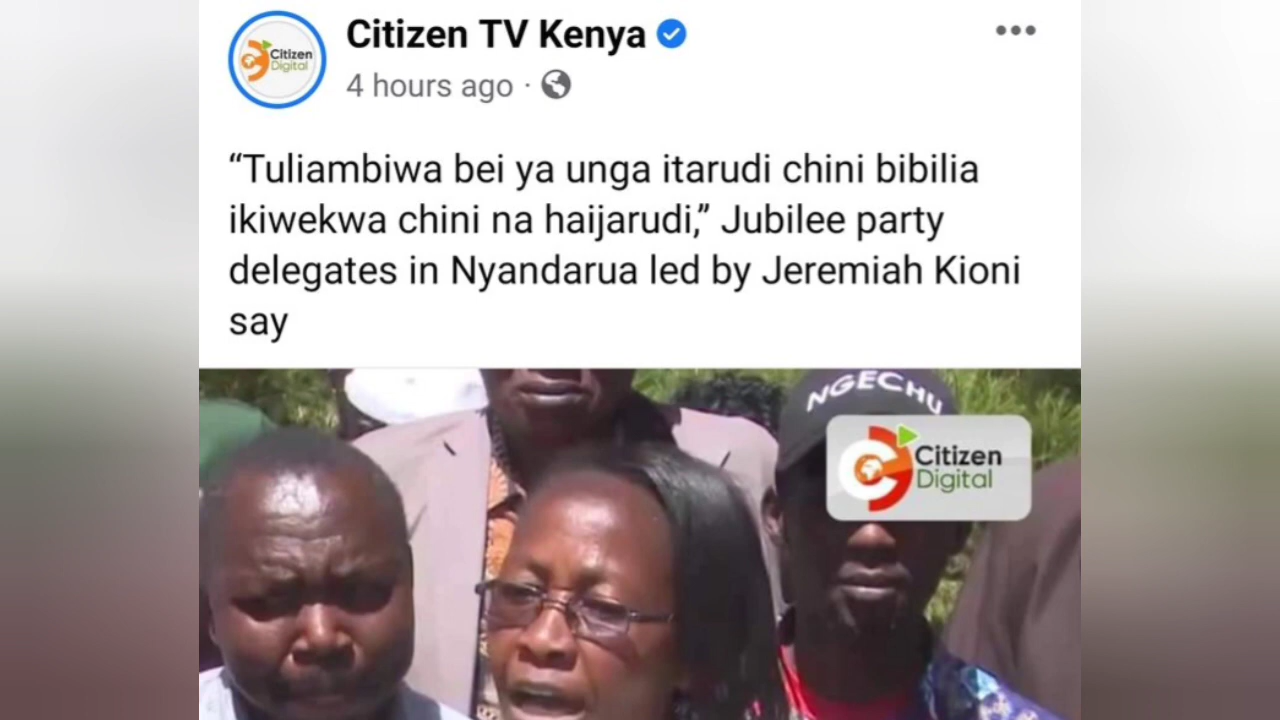 Citizen TV Kenya
Citizen
Digital
4 hours ago ·
“Tuliambiwa bei ya unga itarudi chini bibilia
ikiwekwa chini na haijarudi,” Jubilee party
delegates in Nyandarua led by Jeremiah Kioni
say
NGECHU
Citizen
Digital